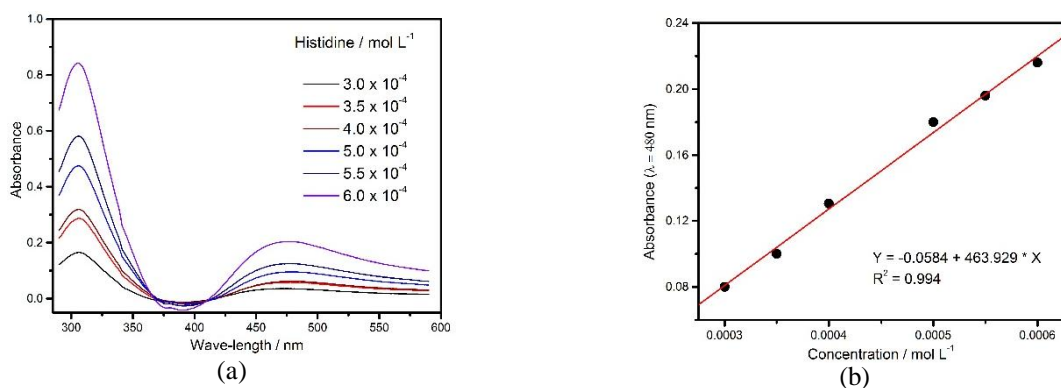 1.0
0.8
0.6
0.4
0.2
0.0
Absorbance
300 350 400 450 500 550 600
Wave-length / nm
Histidine / mol L⁻¹
3.0 x 10⁻⁴
3.5 x 10⁻⁴
4.0 x 10⁻⁴
5.0 x 10⁻⁴
5.5 x 10⁻⁴
6.0 x 10⁻⁴
(a)
0.24
0.20
0.16
0.12
0.08
Absorbance (λ = 480 nm)
Y = -0.0584 + 463.929 * X
R² = 0.994
0.0003 0.0004 0.0005 0.0006
Concentration / mol L⁻¹
(b)